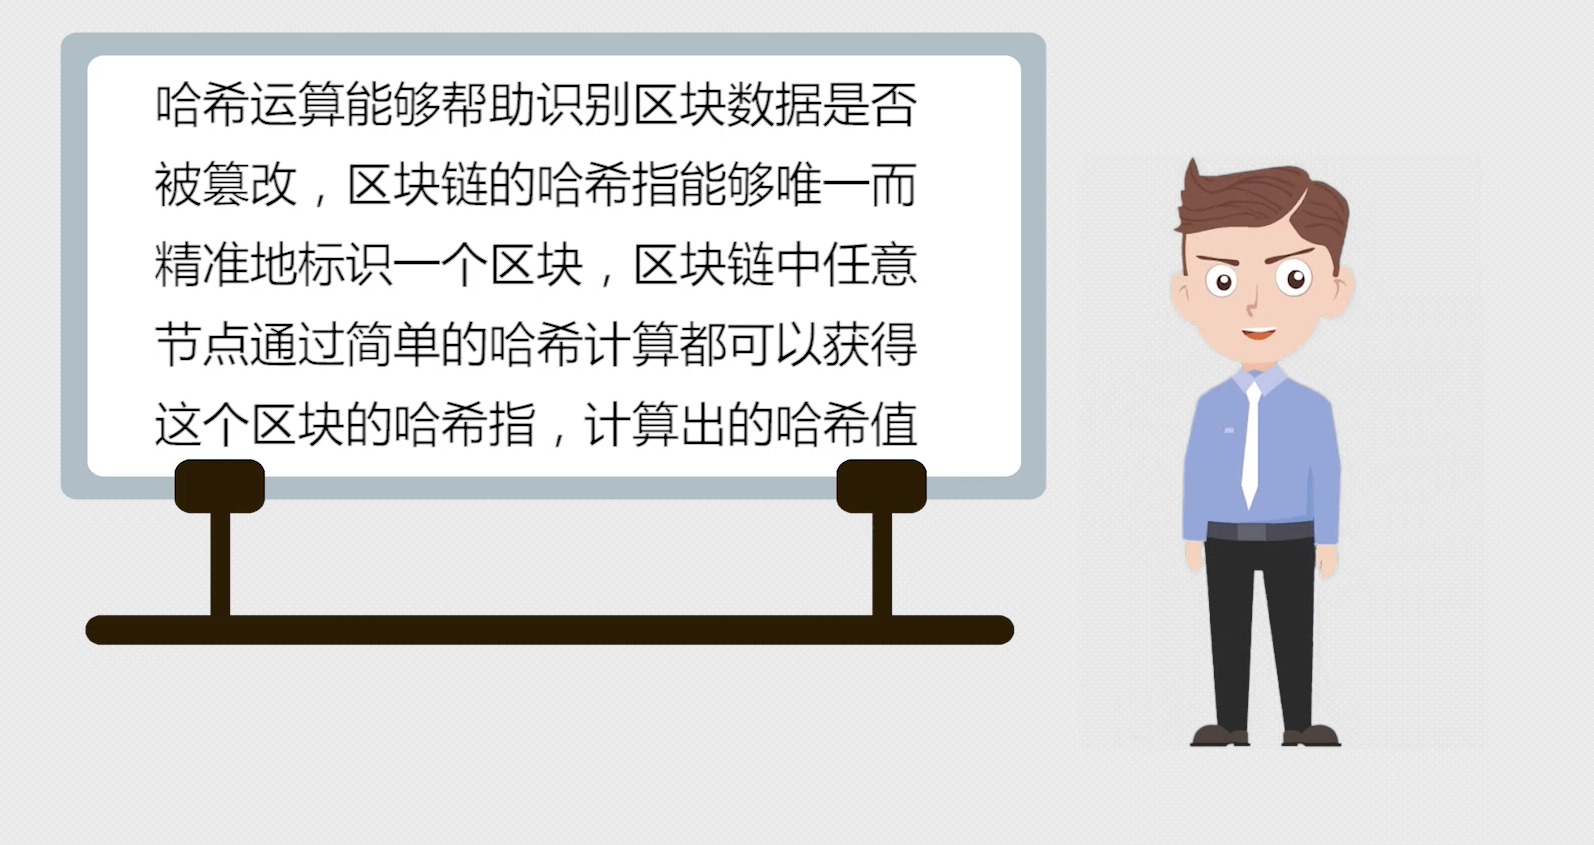 哈希运算能够帮助识别区块数据是否
被篡改，区块链的哈希指能够唯一而
精准地标识一个区块，区块链中任意
节点通过简单的哈希计算都可以获得
这个区块的哈希指，计算出的哈希值